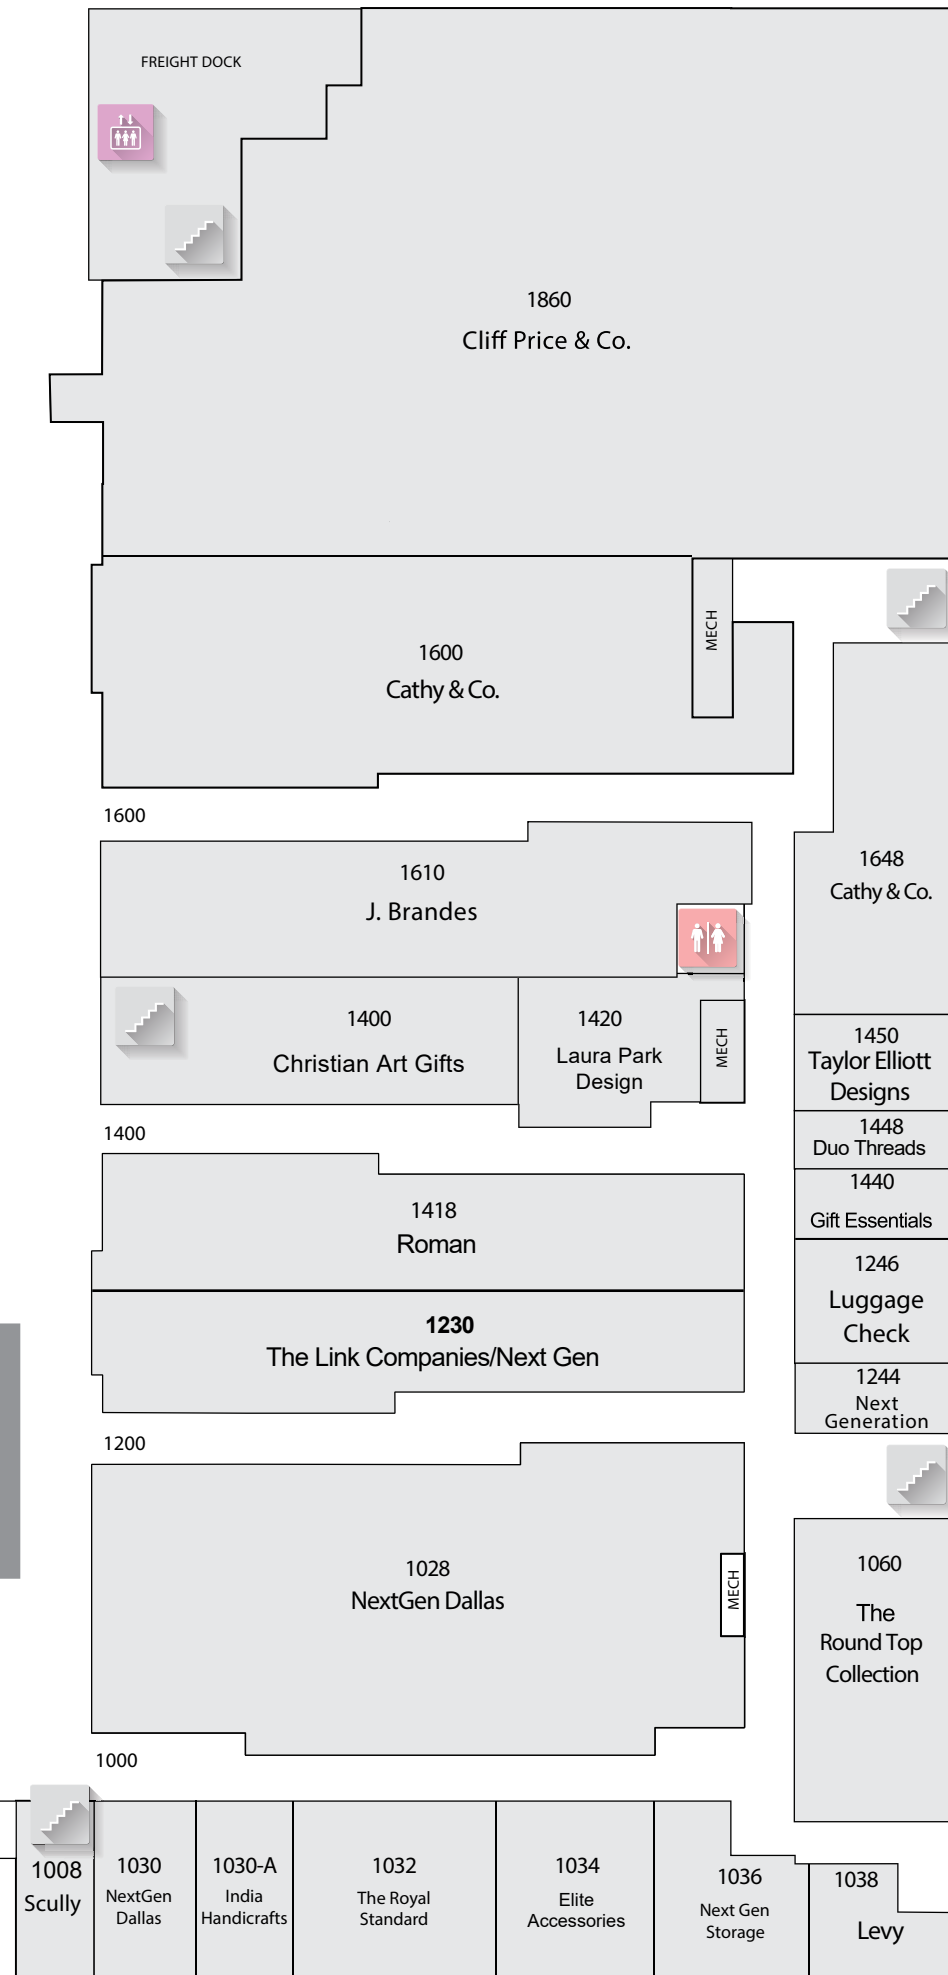 FREIGHT DOCK
1860
Cliff Price & Co.
MECH
1600
Cathy & Co.
1600
1610
J. Brandes
1648
Cathy & Co.
1400
Christian Art Gifts
1420
Laura Park
Design
MECH
1450
Taylor Elliott
Designs
1448
Duo Threads
1400
1440
Gift Essentials
1418
Roman
1246
Luggage
Check
1230
The Link Companies/Next Gen
1244
Next
Generation
1200
1028
NextGen Dallas
MECH
1060
The
Round Top
Collection
1000
1008
Scully
1030
NextGen
Dallas
1030-A
India
Handicrafts
1032
The Royal
Standard
1034
Elite
Accessories
1036
Next Gen
Storage
1038
Levy